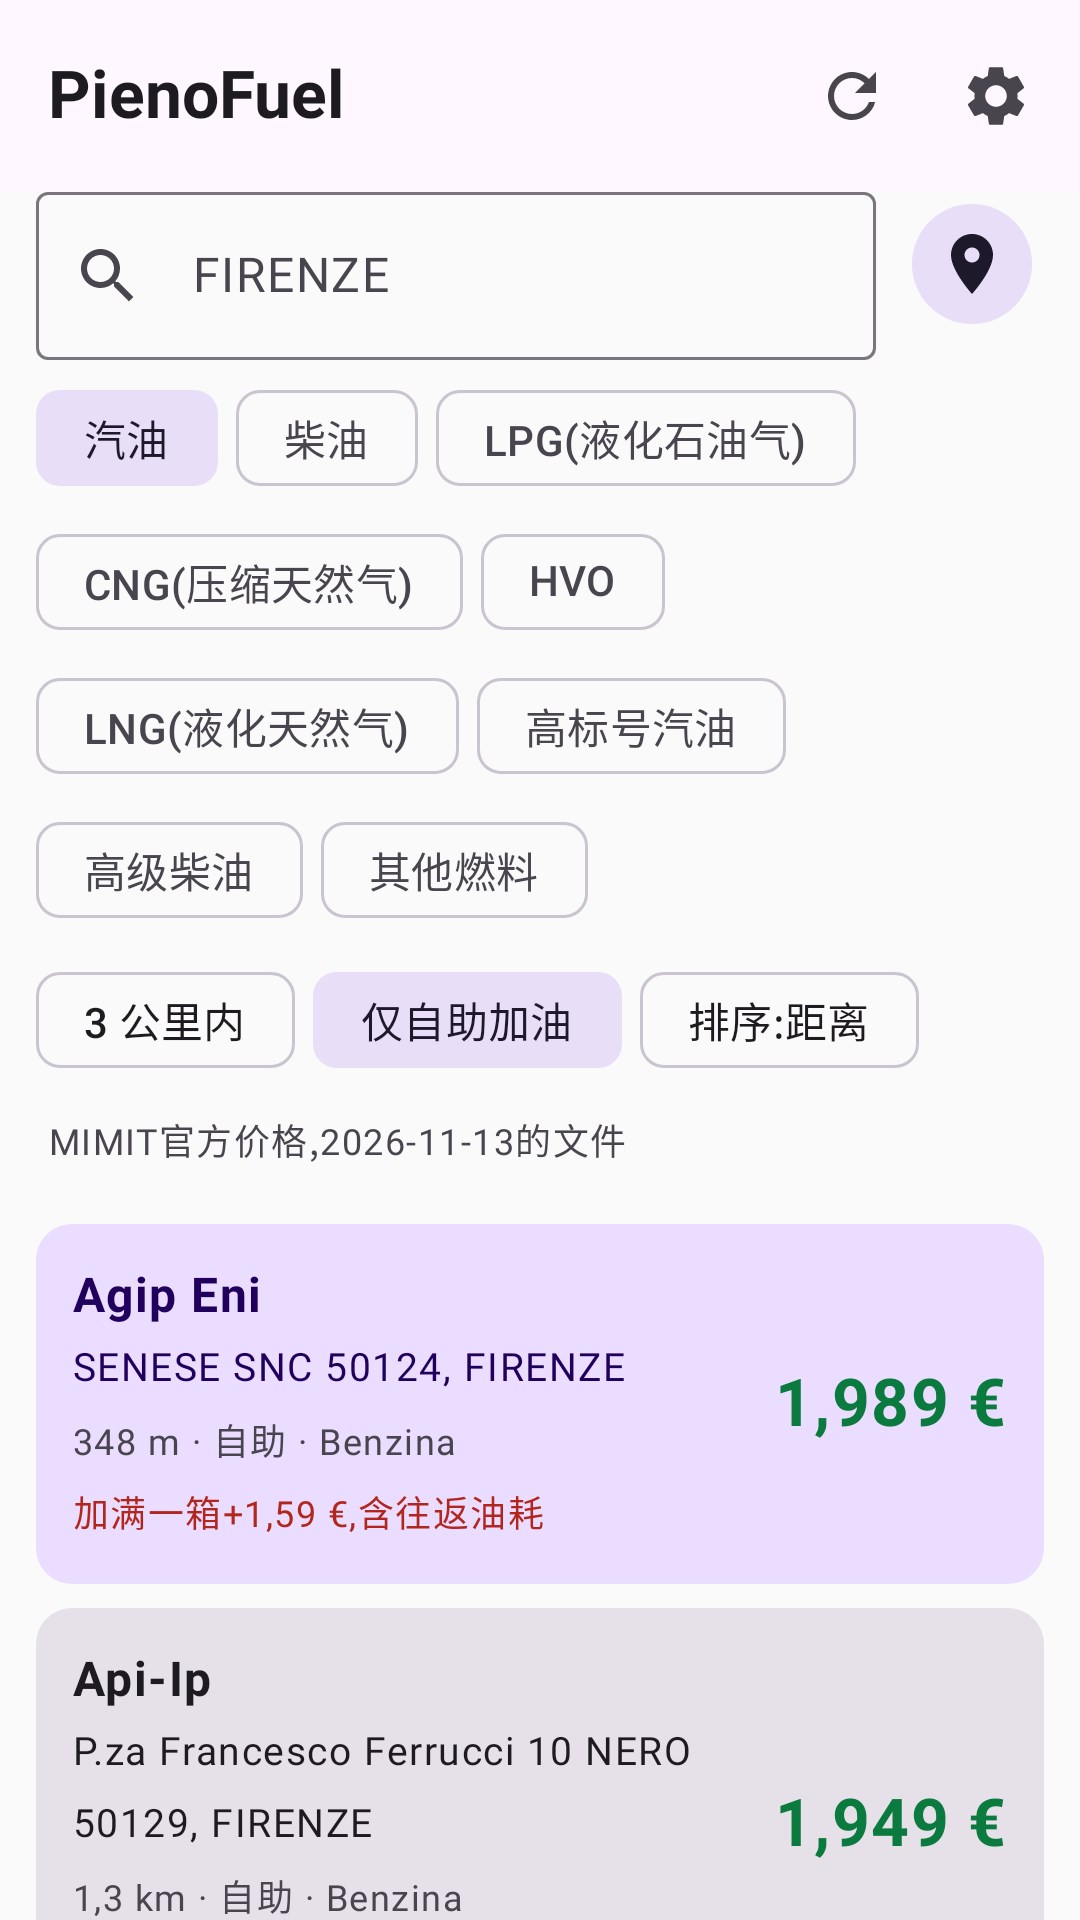 PienoFuel
FIRENZE
汽油
柴油
LPG(液化石油气)
CNG(压缩天然气)
HVO
LNG(液化天然气)
高标号汽油
高级柴油
其他燃料
3 公里内
仅自助加油
排序:距离
MIMIT官方价格,2026-11-13的文件
Agip Eni
SENESE SNC 50124, FIRENZE
1,989 €
348 m · 自助 · Benzina
加满一箱+1,59 €,含往返油耗
Api-Ip
P.za Francesco Ferrucci 10 NERO
50129, FIRENZE
1,949 €
1,3 km · 自助 · Benzina